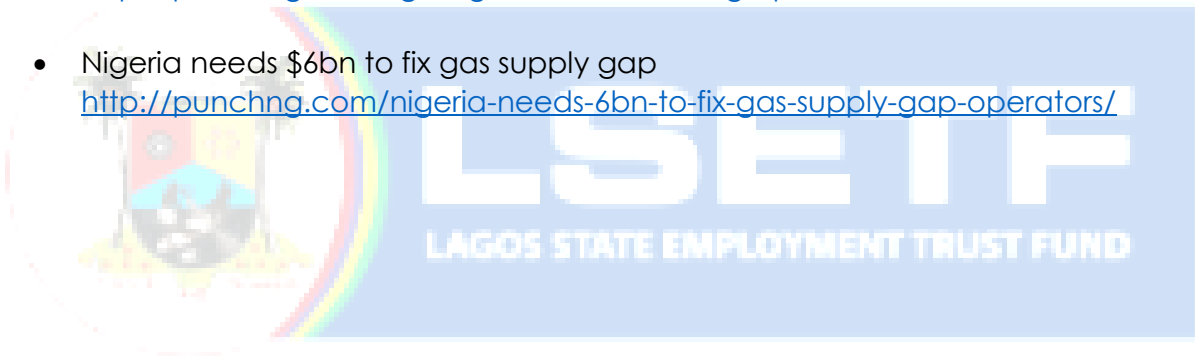 • Nigeria needs $6bn to fix gas supply gap
http://punchng.com/nigeria-needs-6bn-to-fix-gas-supply-gap-operators/
LSETF
LAGOS STATE EMPLOYMENT TRUST FUND